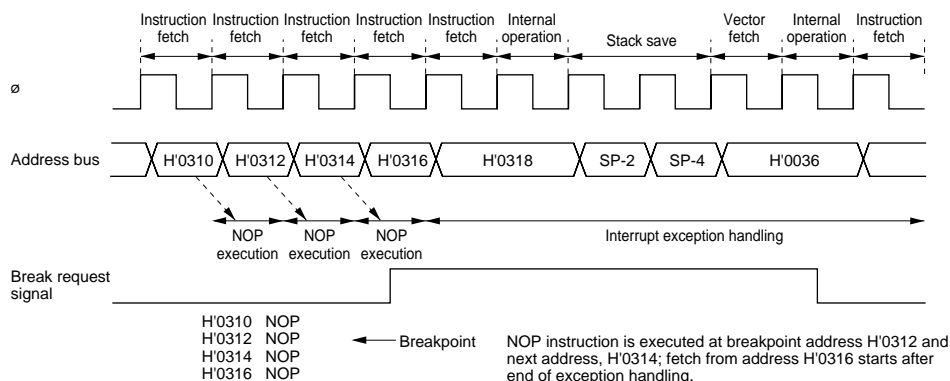 Instruction fetch Instruction fetch Instruction fetch Instruction fetch Instruction fetch Internal operation Stack save Vector fetch Internal operation Instruction fetch
ø
Address bus H'0310 H'0312 H'0314 H'0316 H'0318 SP-2 SP-4 H'0036
NOP execution NOP execution NOP execution Interrupt exception handling
Break request
signal
H'0310 NOP
H'0312 NOP Breakpoint
H'0314 NOP
H'0316 NOP
NOP instruction is executed at breakpoint address H'0312 and
next address, H'0314; fetch from address H'0316 starts after
end of exception handling.